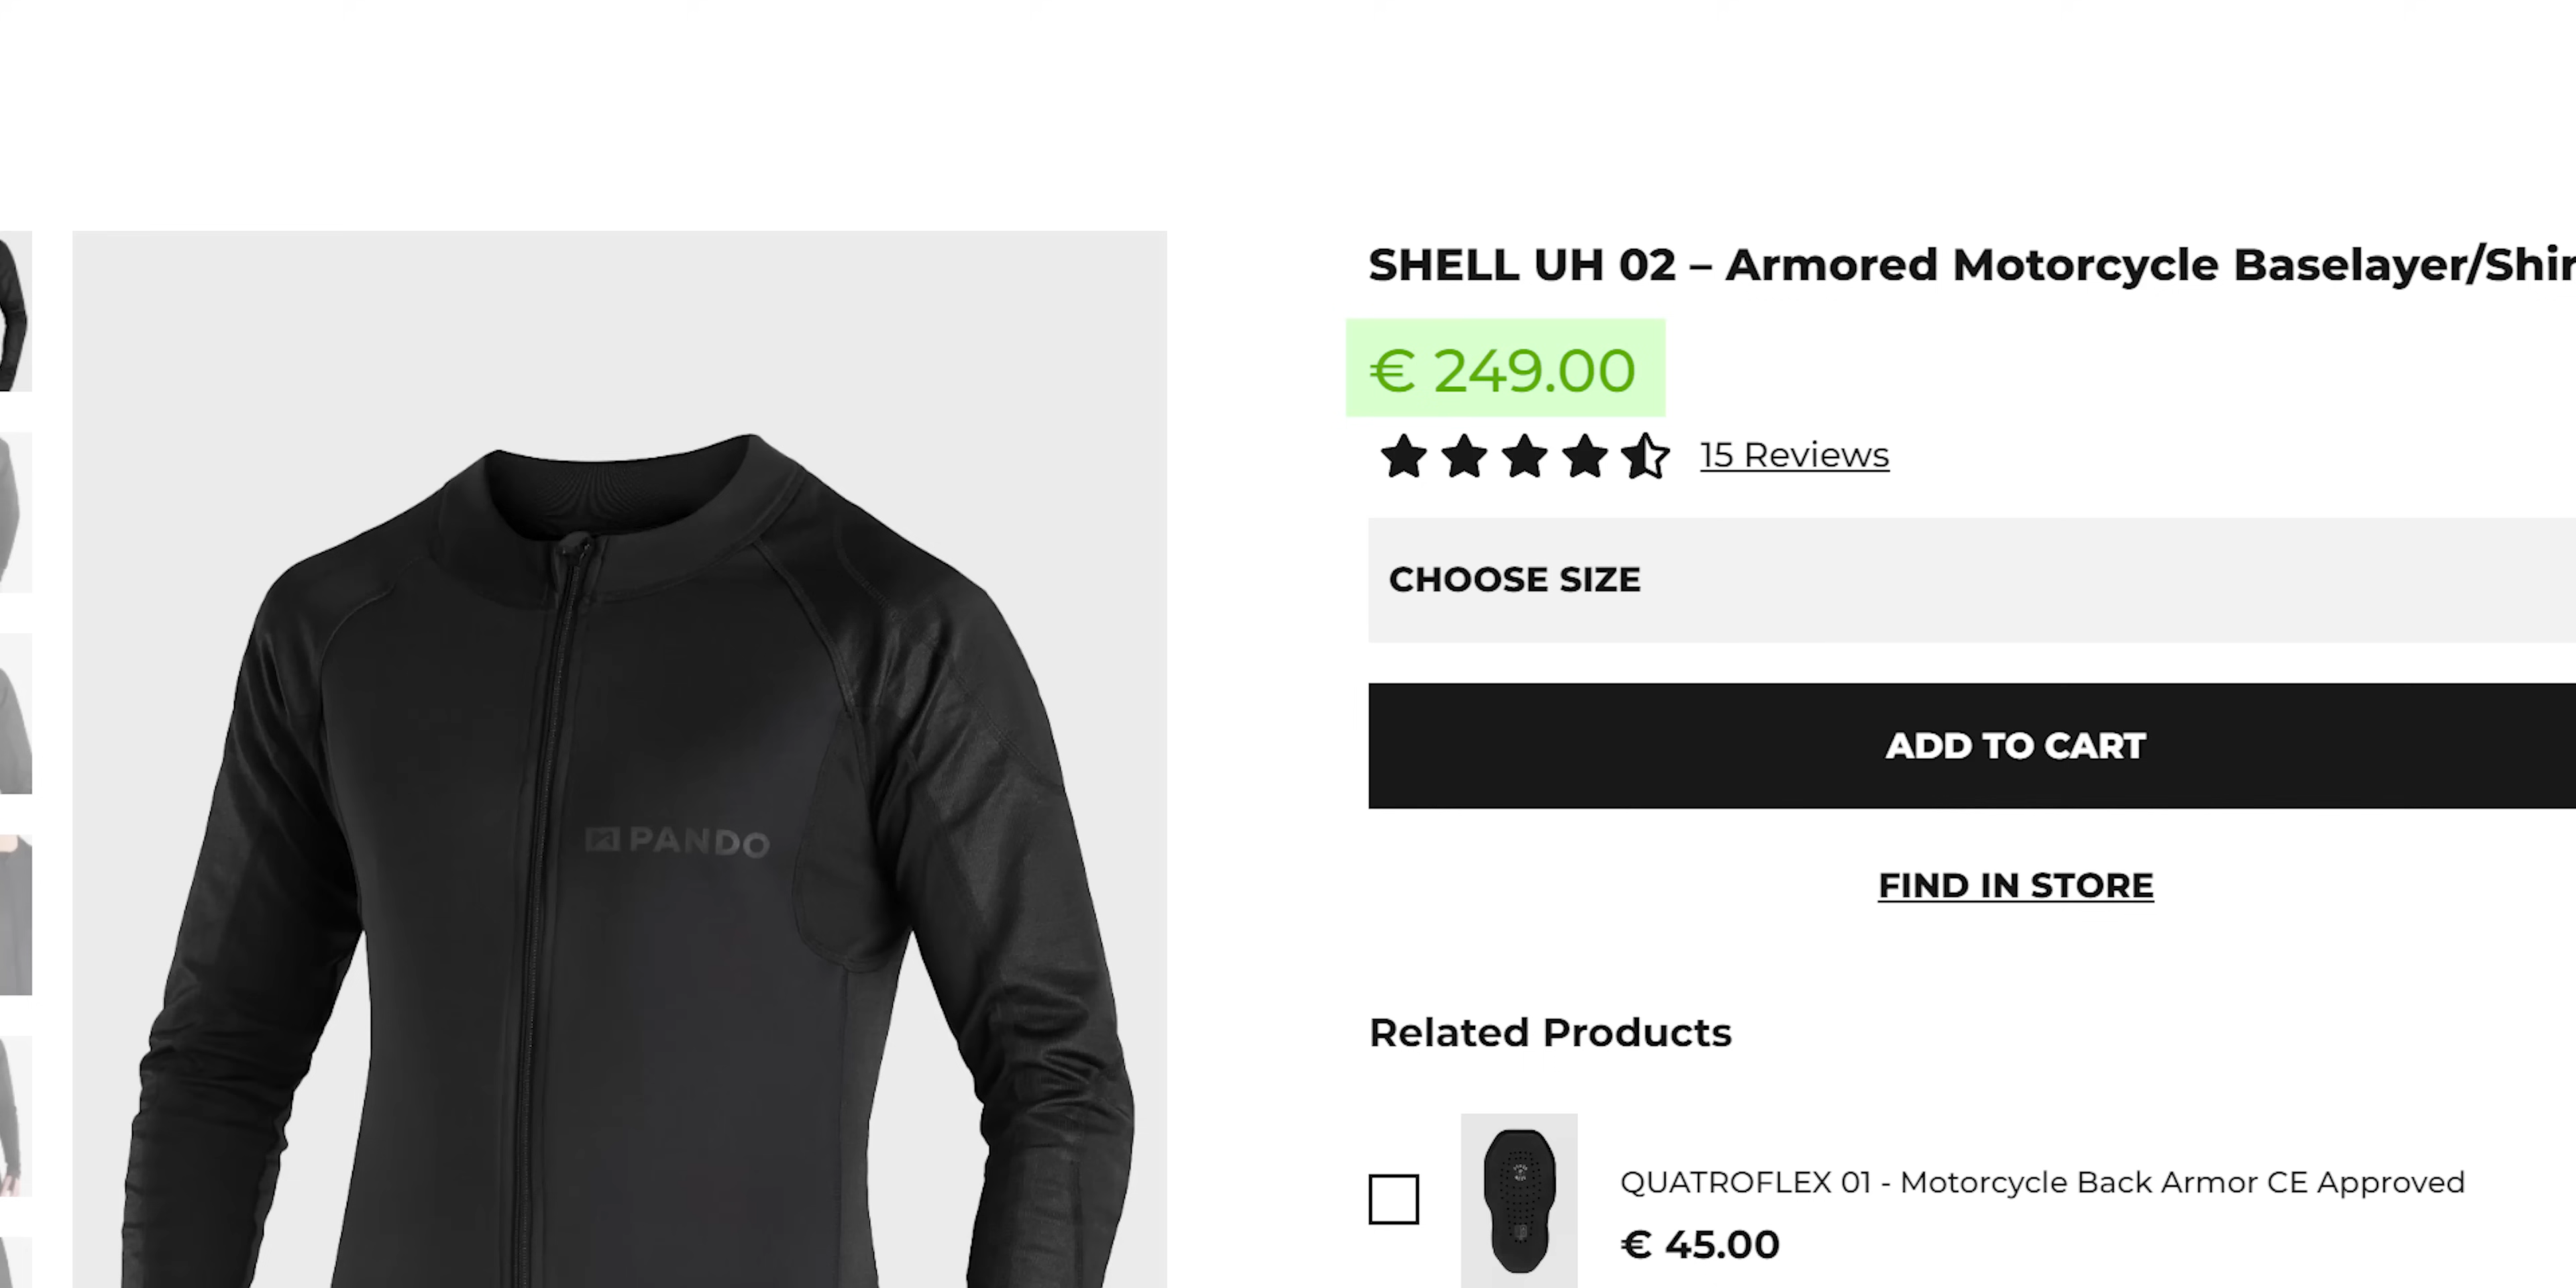 SHELL UH 02 – Armored Motorcycle Baselayer/Shir
€ 249.00
15 Reviews
CHOOSE SIZE
ADD TO CART
FIND IN STORE
PANDO
Related Products
QUATROFLEX 01 - Motorcycle Back Armor CE Approved
€ 45.00